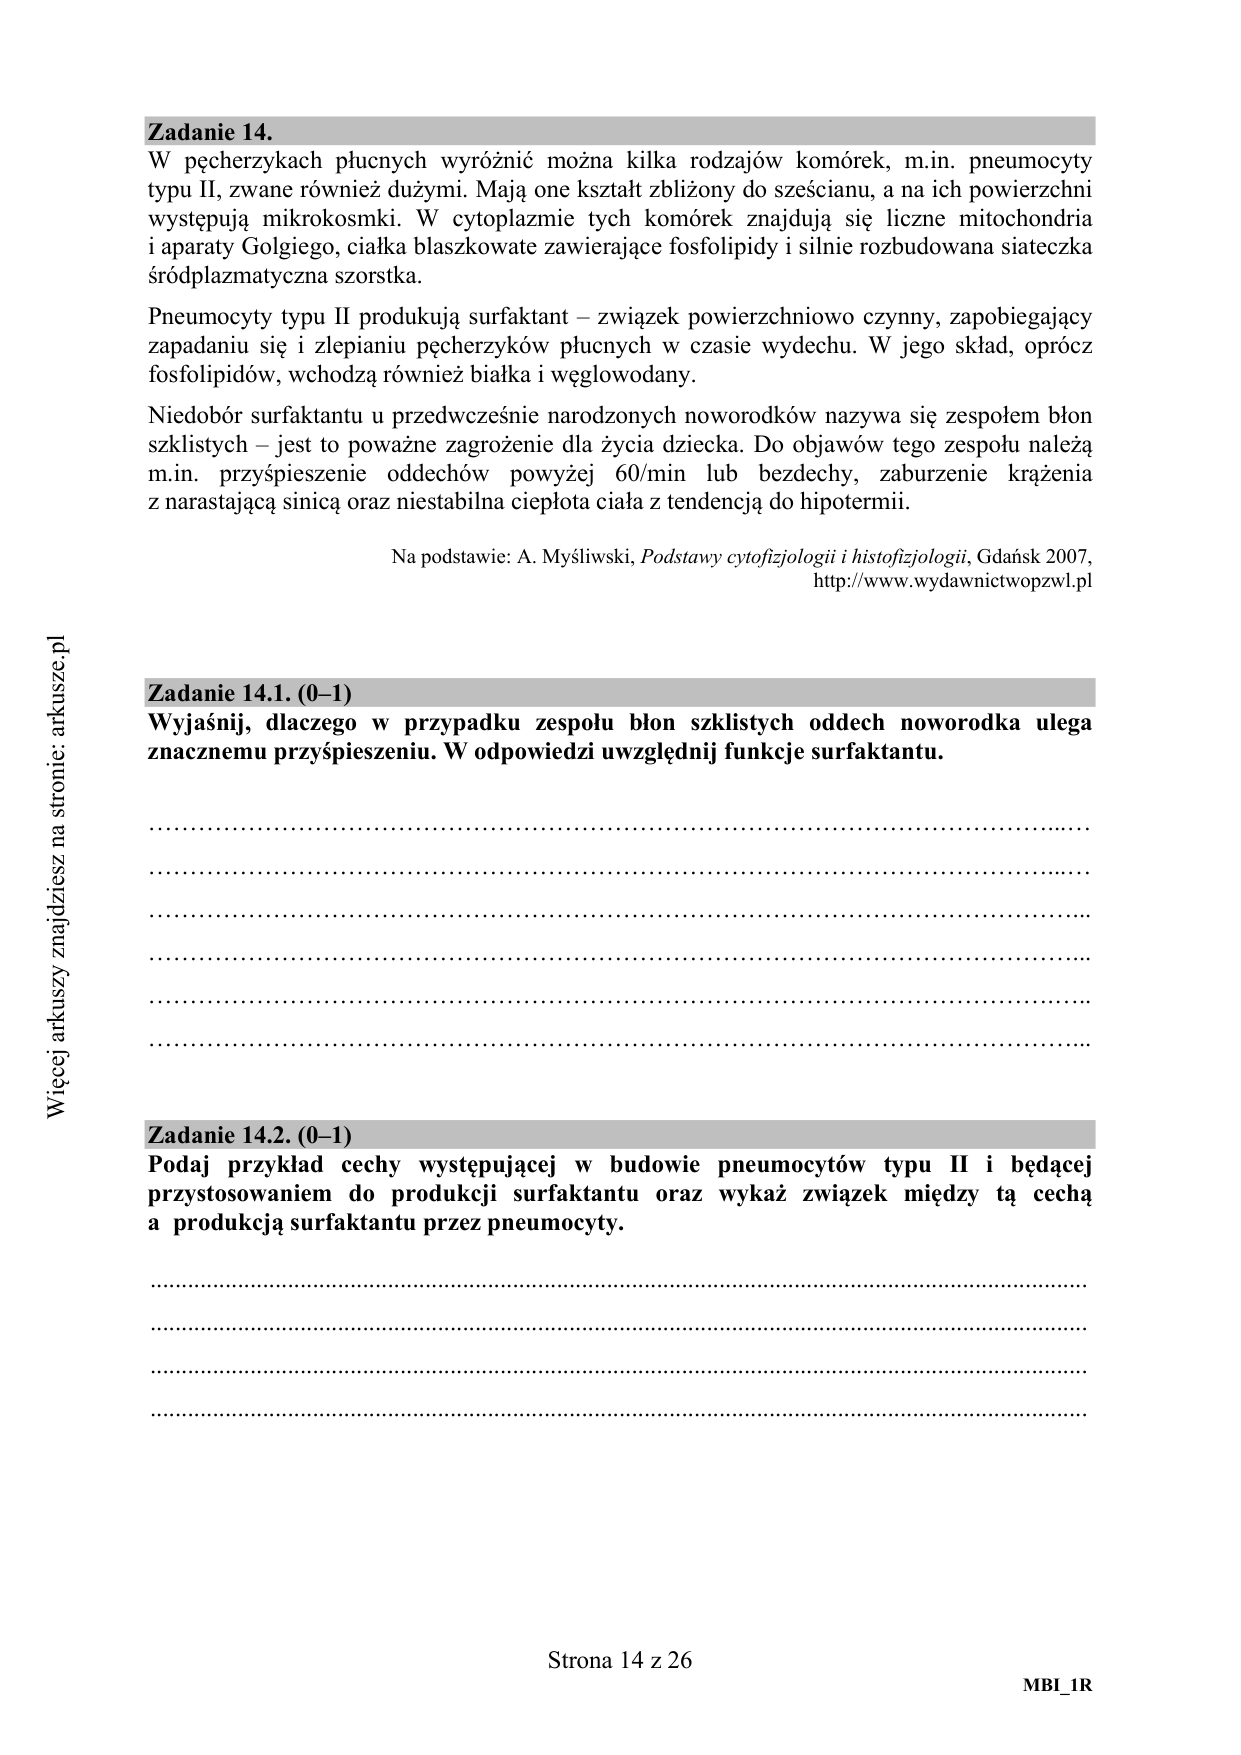 Zadanie 14.
W pęcherzykach płucnych wyróżnić można kilka rodzajów komórek, m.in. pneumocyty
typu II, zwane również dużymi. Mają one kształt zbliżony do sześcianu, a na ich powierzchni
występują mikrokosmki. W cytoplazmie tych komórek znajdują się liczne mitochondria
i aparaty Golgiego, ciałka blaszkowate zawierające fosfolipidy i silnie rozbudowana siateczka
śródplazmatyczna szorstka.
Pneumocyty typu II produkują surfaktant – związek powierzchniowo czynny, zapobiegający
zapadaniu się i zlepianiu pęcherzyków płucnych w czasie wydechu. W jego skład, oprócz
fosfolipidów, wchodzą również białka i węglowodany.
Niedobór surfaktantu u przedwcześnie narodzonych noworodków nazywa się zespołem błon
szklistych – jest to poważne zagrożenie dla życia dziecka. Do objawów tego zespołu należą
m.in. przyśpieszenie oddechów powyżej 60/min lub bezdechy, zaburzenie krążenia
z narastającą sinicą oraz niestabilna ciepłota ciała z tendencją do hipotermii.
Na podstawie: A. Myśliwski, Podstawy cytofizjologii i histofizjologii, Gdańsk 2007,
http://www.wydawnictwopzwl.pl
Zadanie 14.1. (0–1)
Wyjaśnij, dlaczego w przypadku zespołu błon szklistych oddech noworodka ulega
znacznemu przyśpieszeniu. W odpowiedzi uwzględnij funkcje surfaktantu.
Zadanie 14.2. (0–1)
Podaj przykład cechy występującej w budowie pneumocytów typu II i będącej
przystosowaniem do produkcji surfaktantu oraz wykaż związek między tą cechą
a produkcją surfaktantu przez pneumocyty.
Strona 14 z 26
MBI_1R
Więcej arkuszy znajdziesz na stronie: arkusze.pl